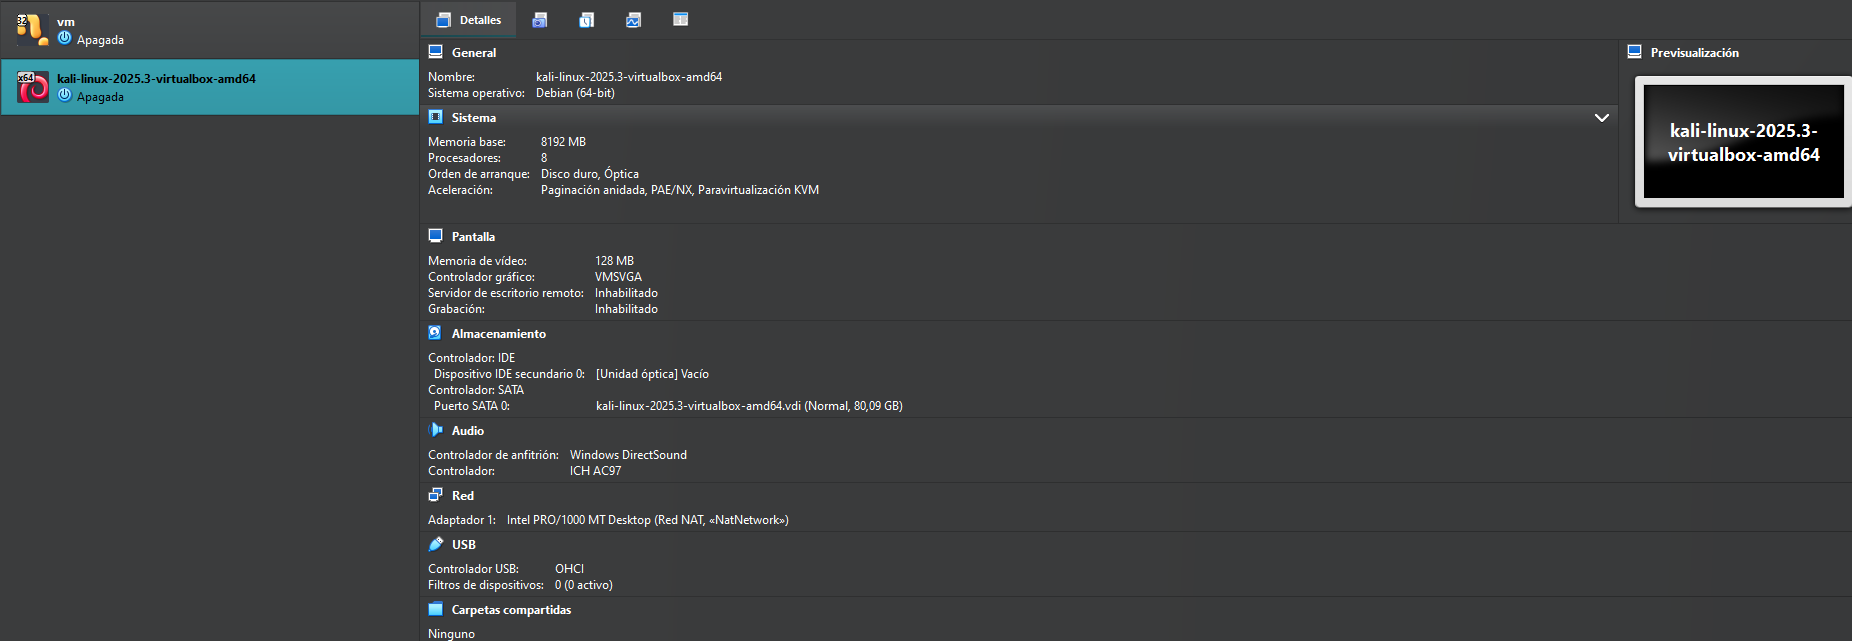 32
vm
Apagada
x64
kali-linux-2025.3-virtualbox-amd64
Apagada
Detalles
General
Nombre: kali-linux-2025.3-virtualbox-amd64
Sistema operativo: Debian (64-bit)
Sistema
Memoria base: 8192 MB
Procesadores: 8
Orden de arranque: Disco duro, Óptica
Aceleración: Paginación anidada, PAE/NX, Paravirtualización KVM
Pantalla
Memoria de vídeo: 128 MB
Controlador gráfico: VMSVGA
Servidor de escritorio remoto: Inhabilitado
Grabación: Inhabilitado
Almacenamiento
Controlador: IDE
Dispositivo IDE secundario 0: [Unidad óptica] Vacío
Controlador: SATA
Puerto SATA 0: kali-linux-2025.3-virtualbox-amd64.vdi (Normal, 80,09 GB)
Audio
Controlador de anfitrión: Windows DirectSound
Controlador: ICH AC97
Red
Adaptador 1: Intel PRO/1000 MT Desktop (Red NAT, «NatNetwork»)
USB
Controlador USB: OHCI
Filtros de dispositivos: 0 (0 activo)
Carpetas compartidas
Ninguno
Previsualización
kali-linux-2025.3-
virtualbox-amd64